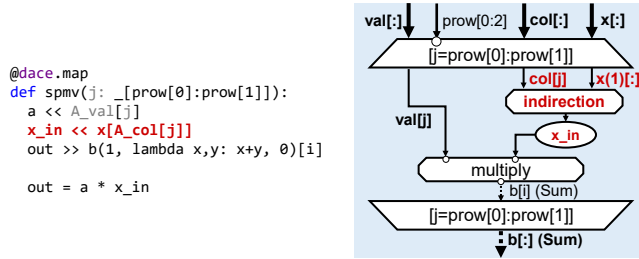 @dace.map
def spmv(j: _[prow[0]:prow[1]]):
a << A_val[j]
x_in << x[A_col[j]]
out >> b(1, lambda x,y: x+y, 0)[i]
out = a * x_in
val[:] prow[0:2] col[:] x[:]
[j=prow[0]:prow[1]]
col[j] x(1)[:]
indirection
val[j]
x_in
multiply
b[i] (Sum)
[j=prow[0]:prow[1]]
b[:] (Sum)